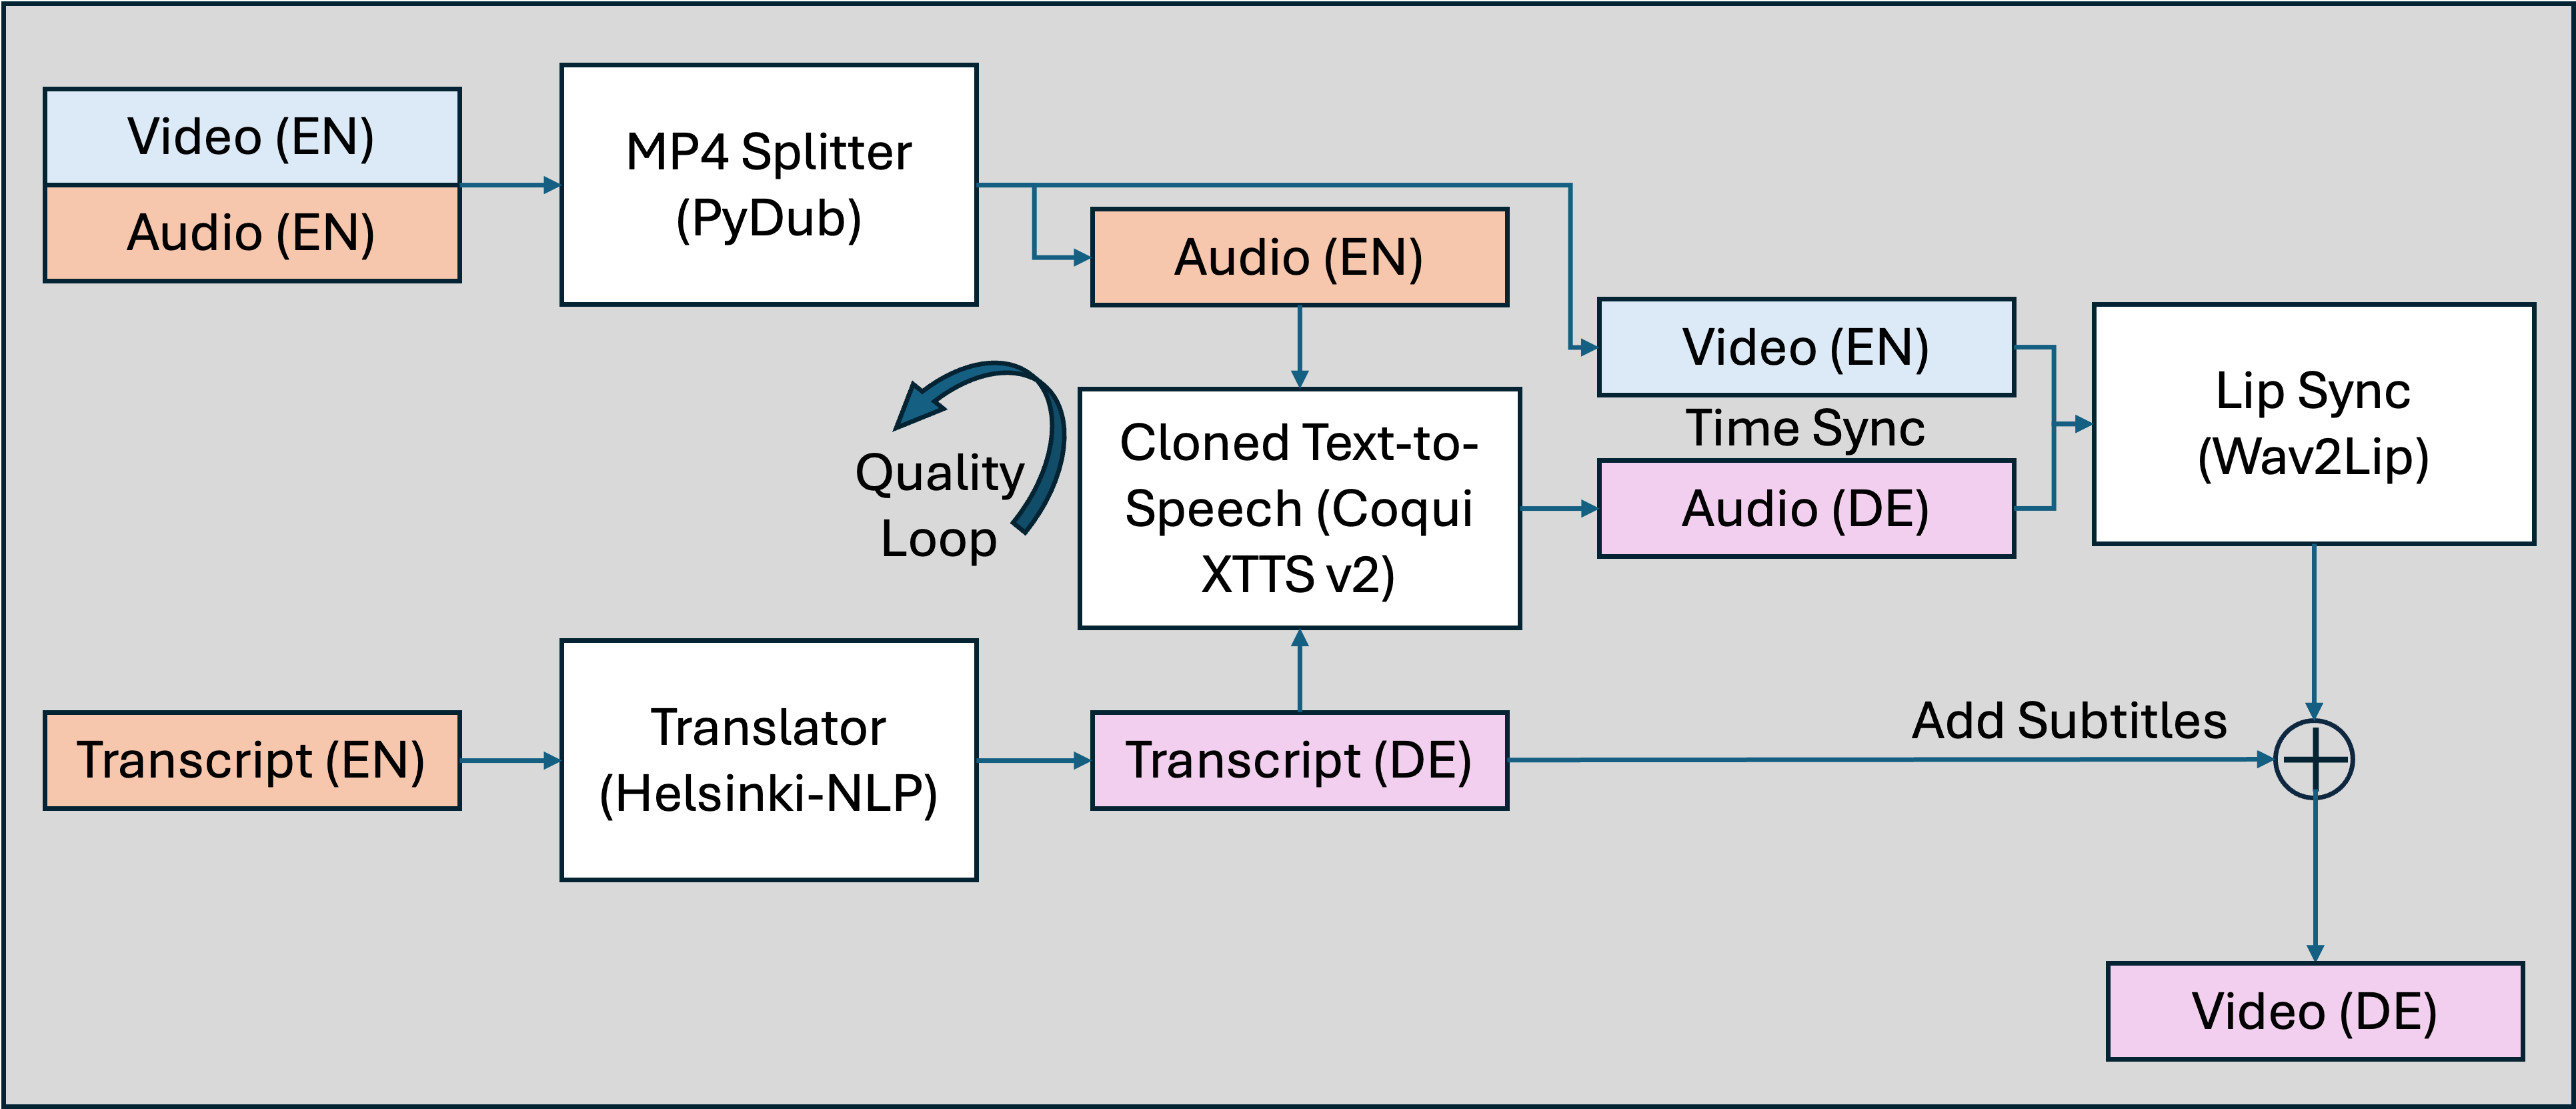 Video (EN)
Audio (EN)
MP4 Splitter
(PyDub)
Audio (EN)
Video (EN)
Time Sync
Audio (DE)
Lip Sync
(Wav2Lip)
Quality
Loop
Cloned Text-to-
Speech (Coqui
XTTS v2)
Transcript (EN)
Translator
(Helsinki-NLP)
Transcript (DE)
Add Subtitles
Video (DE)